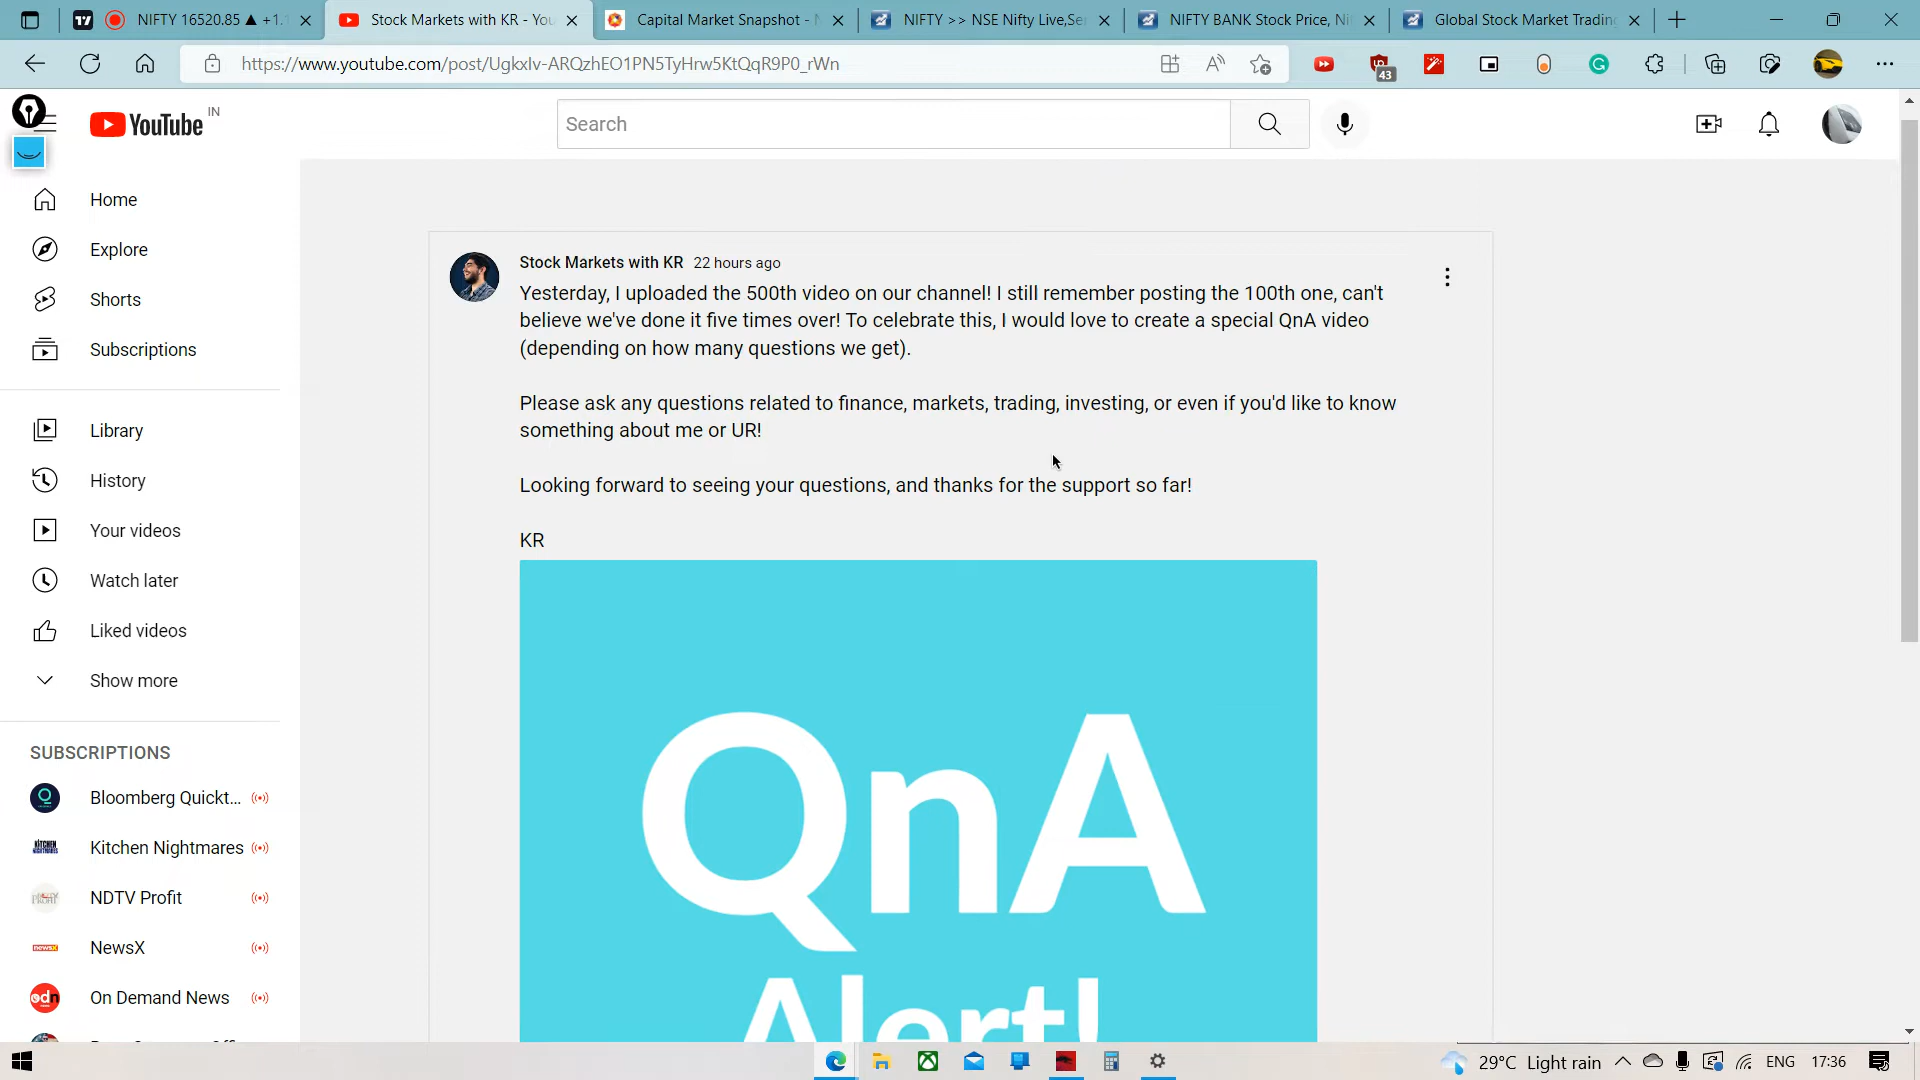 NIFTY 16520.85 ▲ +1.
Stock Markets with KR - You
Capital Market Snapshot -
NIFTY >> NSE Nifty Live,Se
NIFTY BANK Stock Price, Ni
Global Stock Market Trading
https://www.youtube.com/post/UgkxIv-ARQzhEO1PN5TyHrw5KtQqR9P0_rWn
43
YouTube IN
Search
Home
Explore
Shorts
Subscriptions
Library
History
Your videos
Watch later
Liked videos
Show more
SUBSCRIPTIONS
Bloomberg Quickt...
Kitchen Nightmares
NDTV Profit
NewsX
On Demand News
Stock Markets with KR 22 hours ago
Yesterday, I uploaded the 500th video on our channel! I still remember posting the 100th one, can't
believe we've done it five times over! To celebrate this, I would love to create a special QnA video
(depending on how many questions we get).
Please ask any questions related to finance, markets, trading, investing, or even if you'd like to know
something about me or UR!
Looking forward to seeing your questions, and thanks for the support so far!
KR
QnA
Alert!
29°C Light rain
ENG
17:36